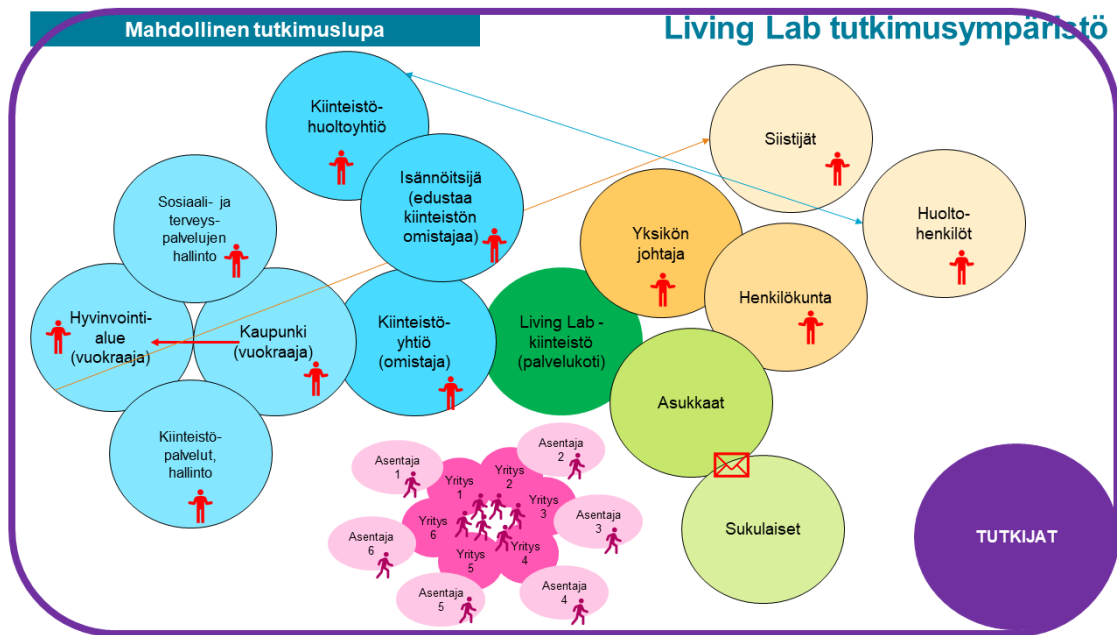 Mahdollinen tutkimuslupa
Living Lab tutkimusympäristö
Kiinteistö-
huoltoyhtiö
Isännöitsijä
(edustaa
kiinteistön
omistajaa)
Sosiaali- ja
terveys-
palvelujen
hallinto
Hyvinvointi-
alue
(vuokraaja)
Kaupunki
(vuokraaja)
Kiinteistö-
yhtiö
(omistaja)
Kiinteistö-
palvelut,
hallinto
Living Lab -
kiinteistö
(palvelukoti)
Yksikön
johtaja
Siistijät
Huolto-
henkilöt
Henkilökunta
Asukkaat
Sukulaiset
Asentaja
1
Asentaja
2
Asentaja
3
Asentaja
4
Asentaja
5
Asentaja
6
Yritys
1
Yritys
2
Yritys
3
Yritys
4
Yritys
5
Yritys
6
TUTKIJAT